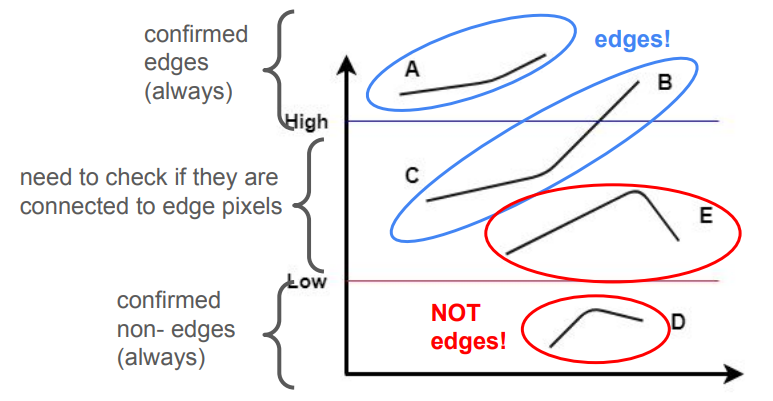 confirmed
edges
(always)
High
need to check if they are
connected to edge pixels
Low
confirmed
non- edges
(always)
A
edges!
B
C
E
NOT
edges!
D